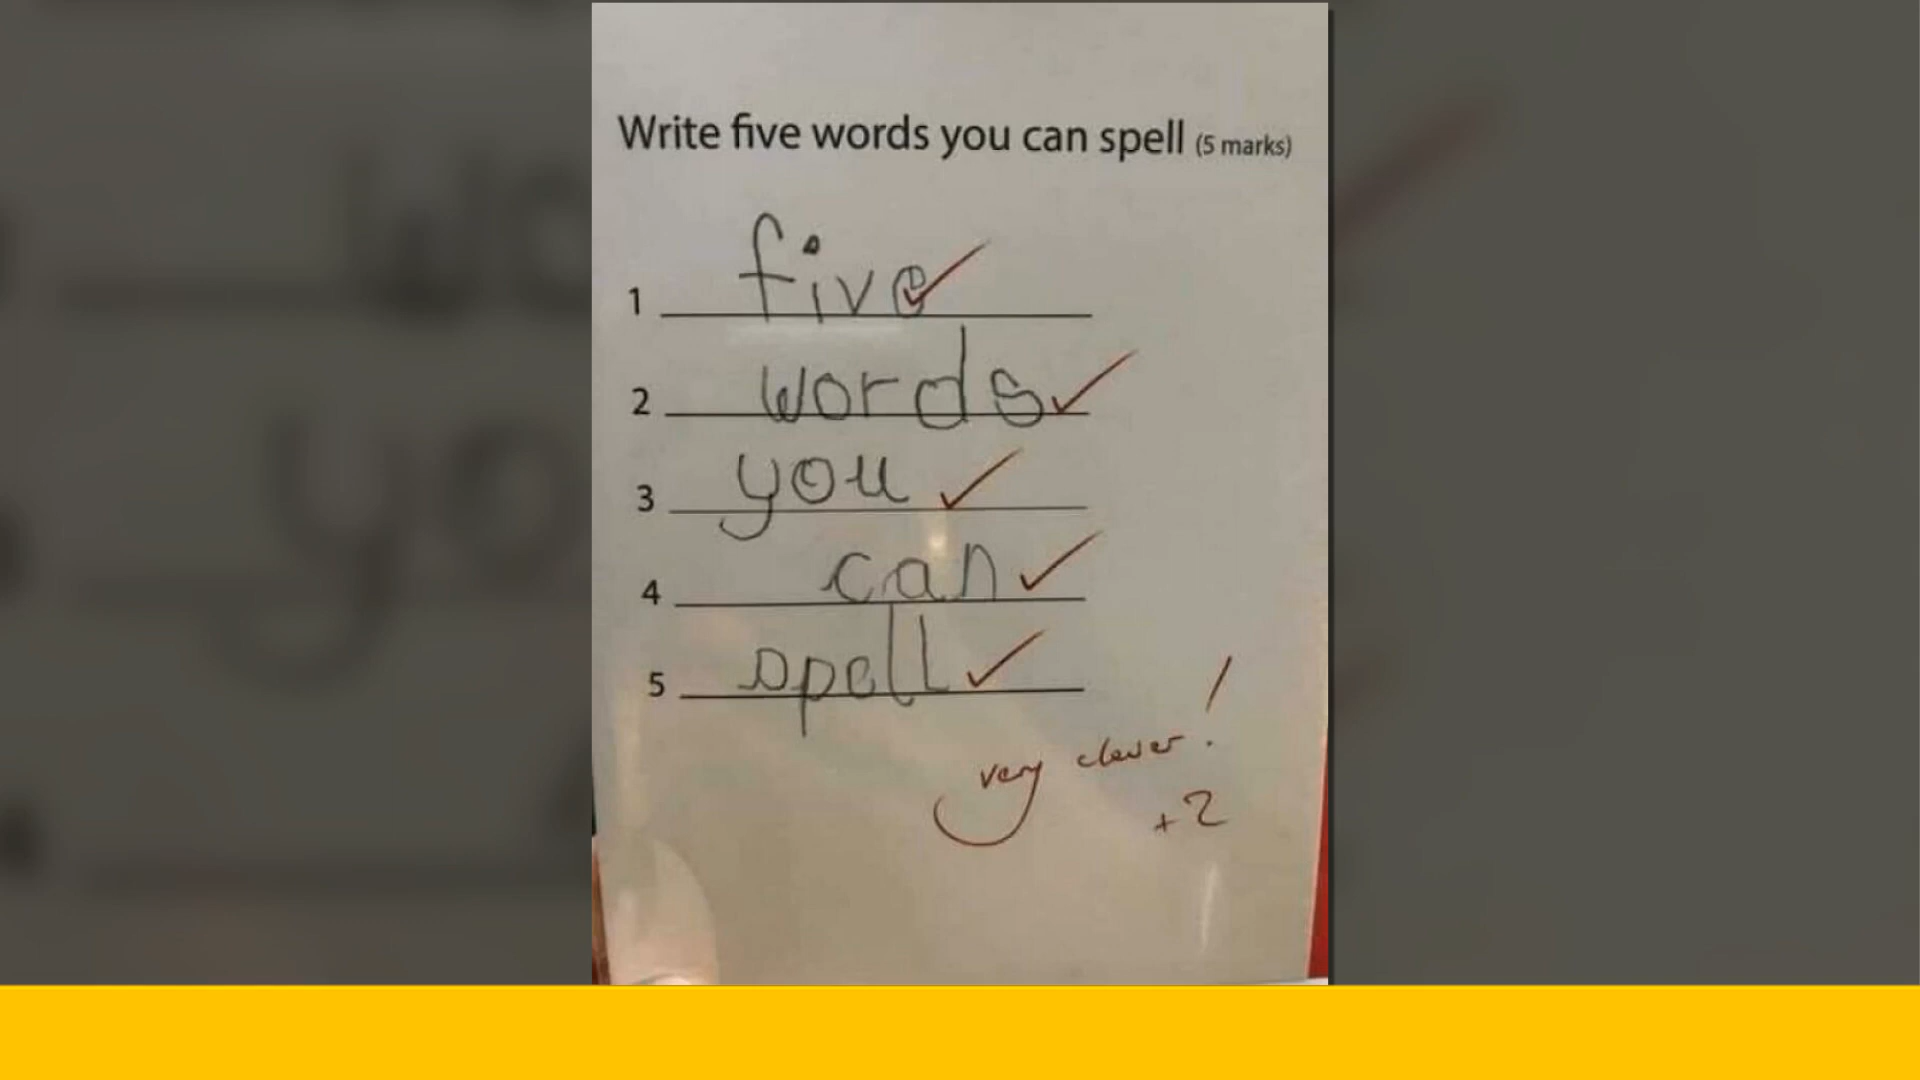 Write five words you can spell (5 marks)
1 five
2 words
3 you
4 can
5 spell
very clever!
+2